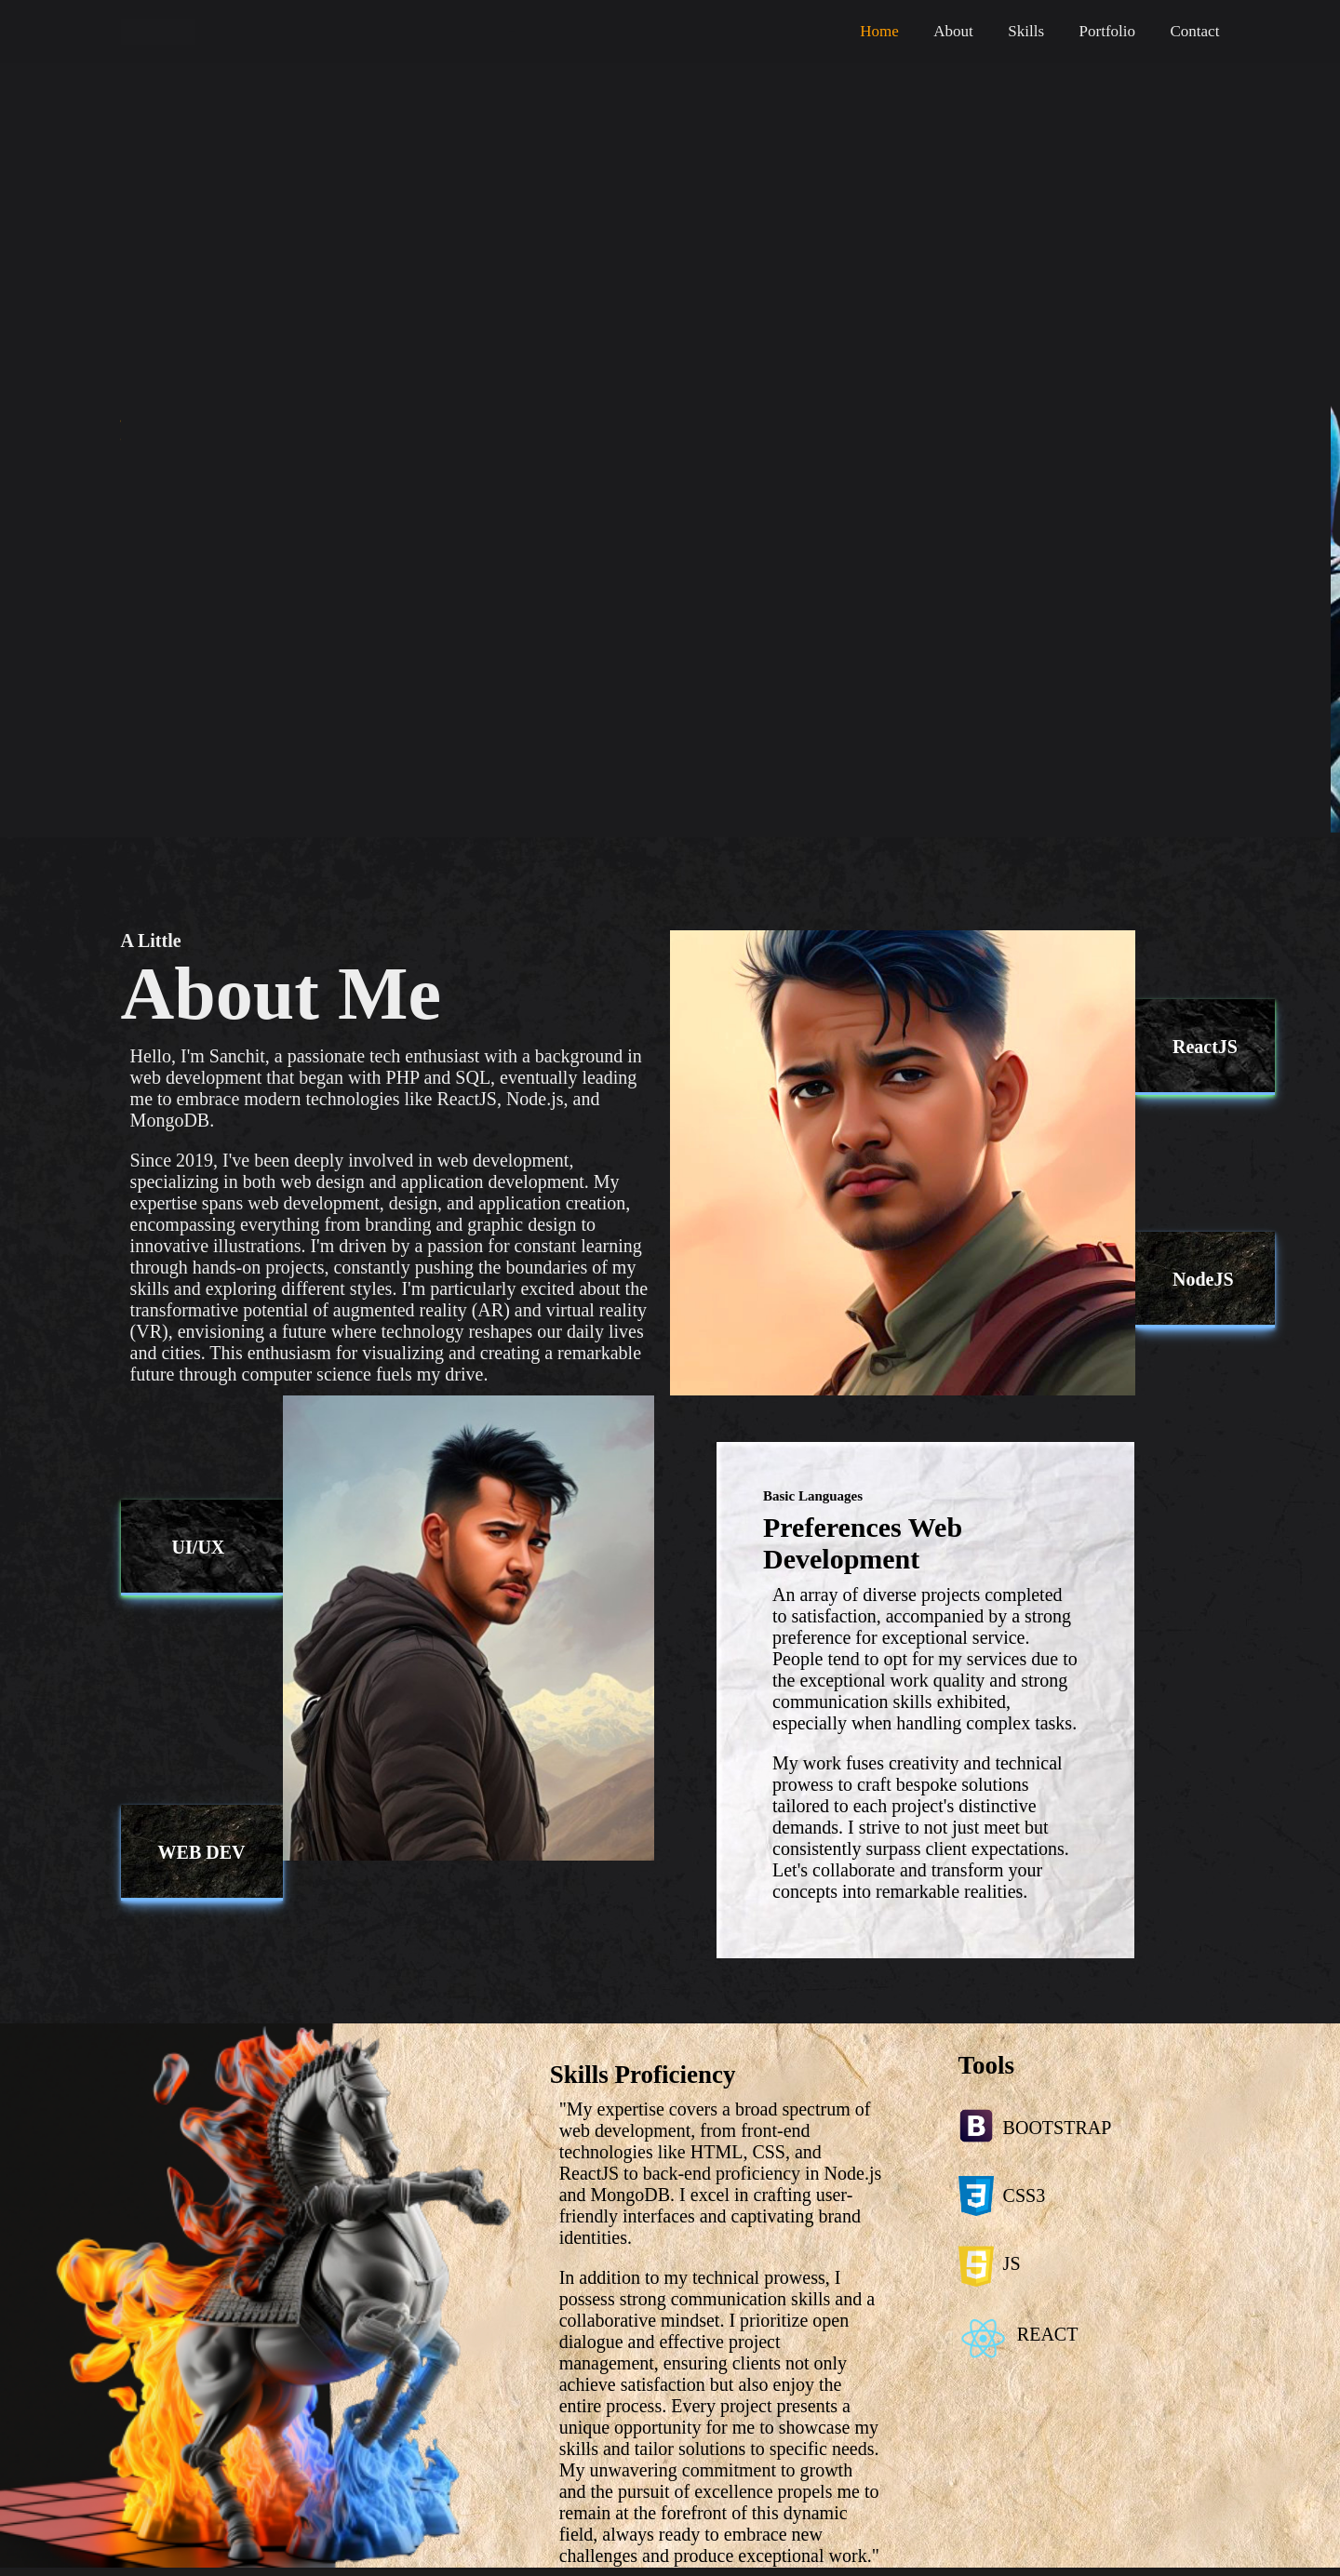 Home About Skills Portfolio Contact
A Little
About Me
Hello, I'm Sanchit, a passionate tech enthusiast with a background in
web development that began with PHP and SQL, eventually leading
me to embrace modern technologies like ReactJS, Node.js, and
MongoDB.
Since 2019, I've been deeply involved in web development,
specializing in both web design and application development. My
expertise spans web development, design, and application creation,
encompassing everything from branding and graphic design to
innovative illustrations. I'm driven by a passion for constant learning
through hands-on projects, constantly pushing the boundaries of my
skills and exploring different styles. I'm particularly excited about the
transformative potential of augmented reality (AR) and virtual reality
(VR), envisioning a future where technology reshapes our daily lives
and cities. This enthusiasm for visualizing and creating a remarkable
future through computer science fuels my drive.
ReactJS
NodeJS
UI/UX
WEB DEV
Basic Languages
Preferences Web
Development
An array of diverse projects completed
to satisfaction, accompanied by a strong
preference for exceptional service.
People tend to opt for my services due to
the exceptional work quality and strong
communication skills exhibited,
especially when handling complex tasks.
My work fuses creativity and technical
prowess to craft bespoke solutions
tailored to each project's distinctive
demands. I strive to not just meet but
consistently surpass client expectations.
Let's collaborate and transform your
concepts into remarkable realities.
Skills Proficiency
"My expertise covers a broad spectrum of
web development, from front-end
technologies like HTML, CSS, and
ReactJS to back-end proficiency in Node.js
and MongoDB. I excel in crafting user-
friendly interfaces and captivating brand
identities.
In addition to my technical prowess, I
possess strong communication skills and a
collaborative mindset. I prioritize open
dialogue and effective project
management, ensuring clients not only
achieve satisfaction but also enjoy the
entire process. Every project presents a
unique opportunity for me to showcase my
skills and tailor solutions to specific needs.
My unwavering commitment to growth
and the pursuit of excellence propels me to
remain at the forefront of this dynamic
field, always ready to embrace new
challenges and produce exceptional work."
Tools
B BOOTSTRAP
3 CSS3
5 JS
REACT